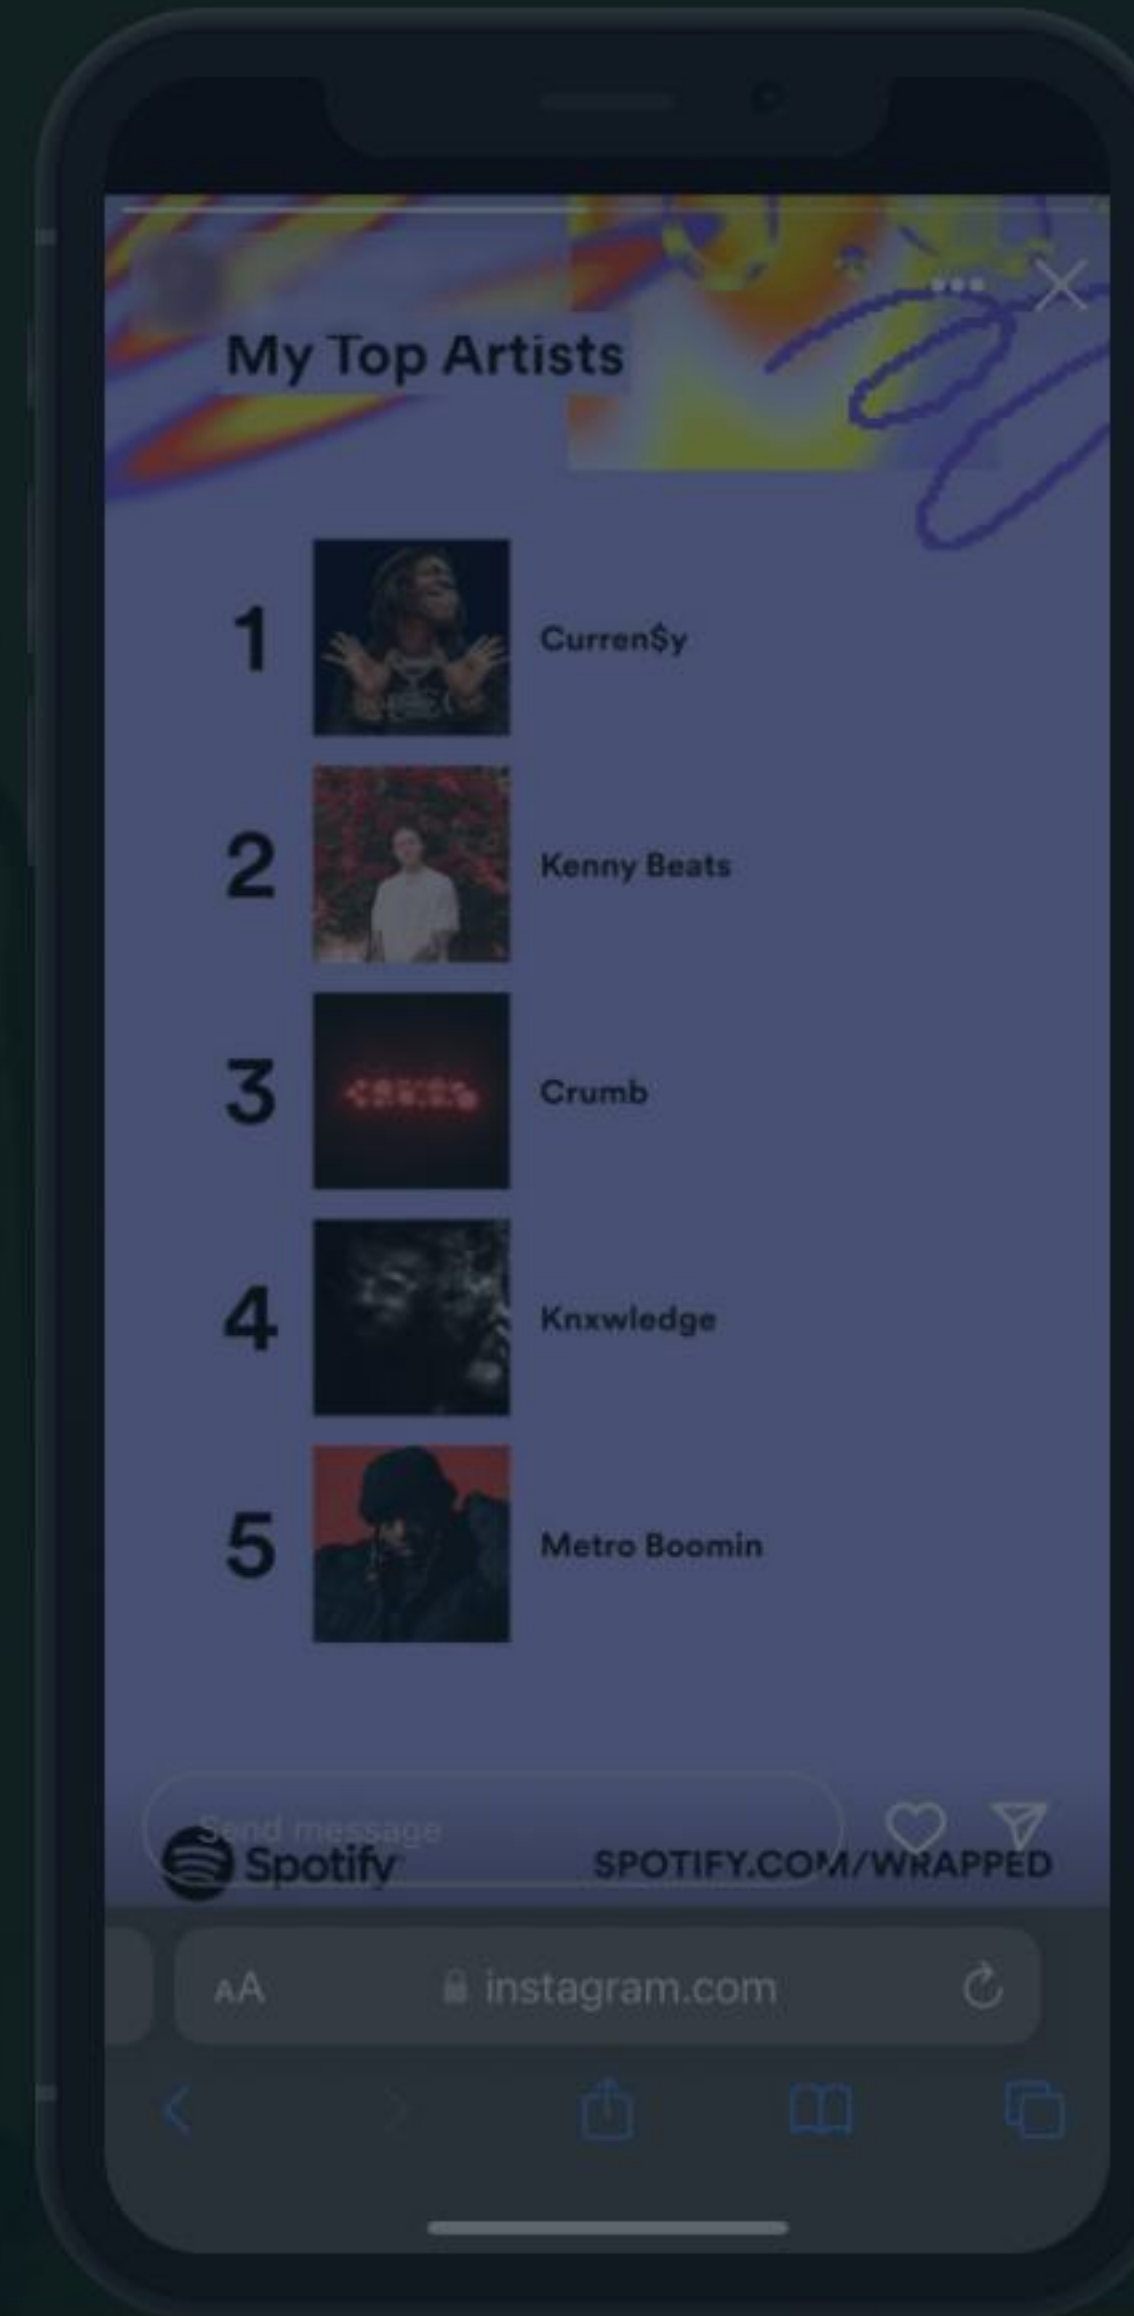 My Top Artists
1 Curren$y
2 Kenny Beats
3 Crumb
4 Knxwledge
5 Metro Boomin
Send message
Spotify SPOTIFY.COM/WRAPPED
AA instagram.com